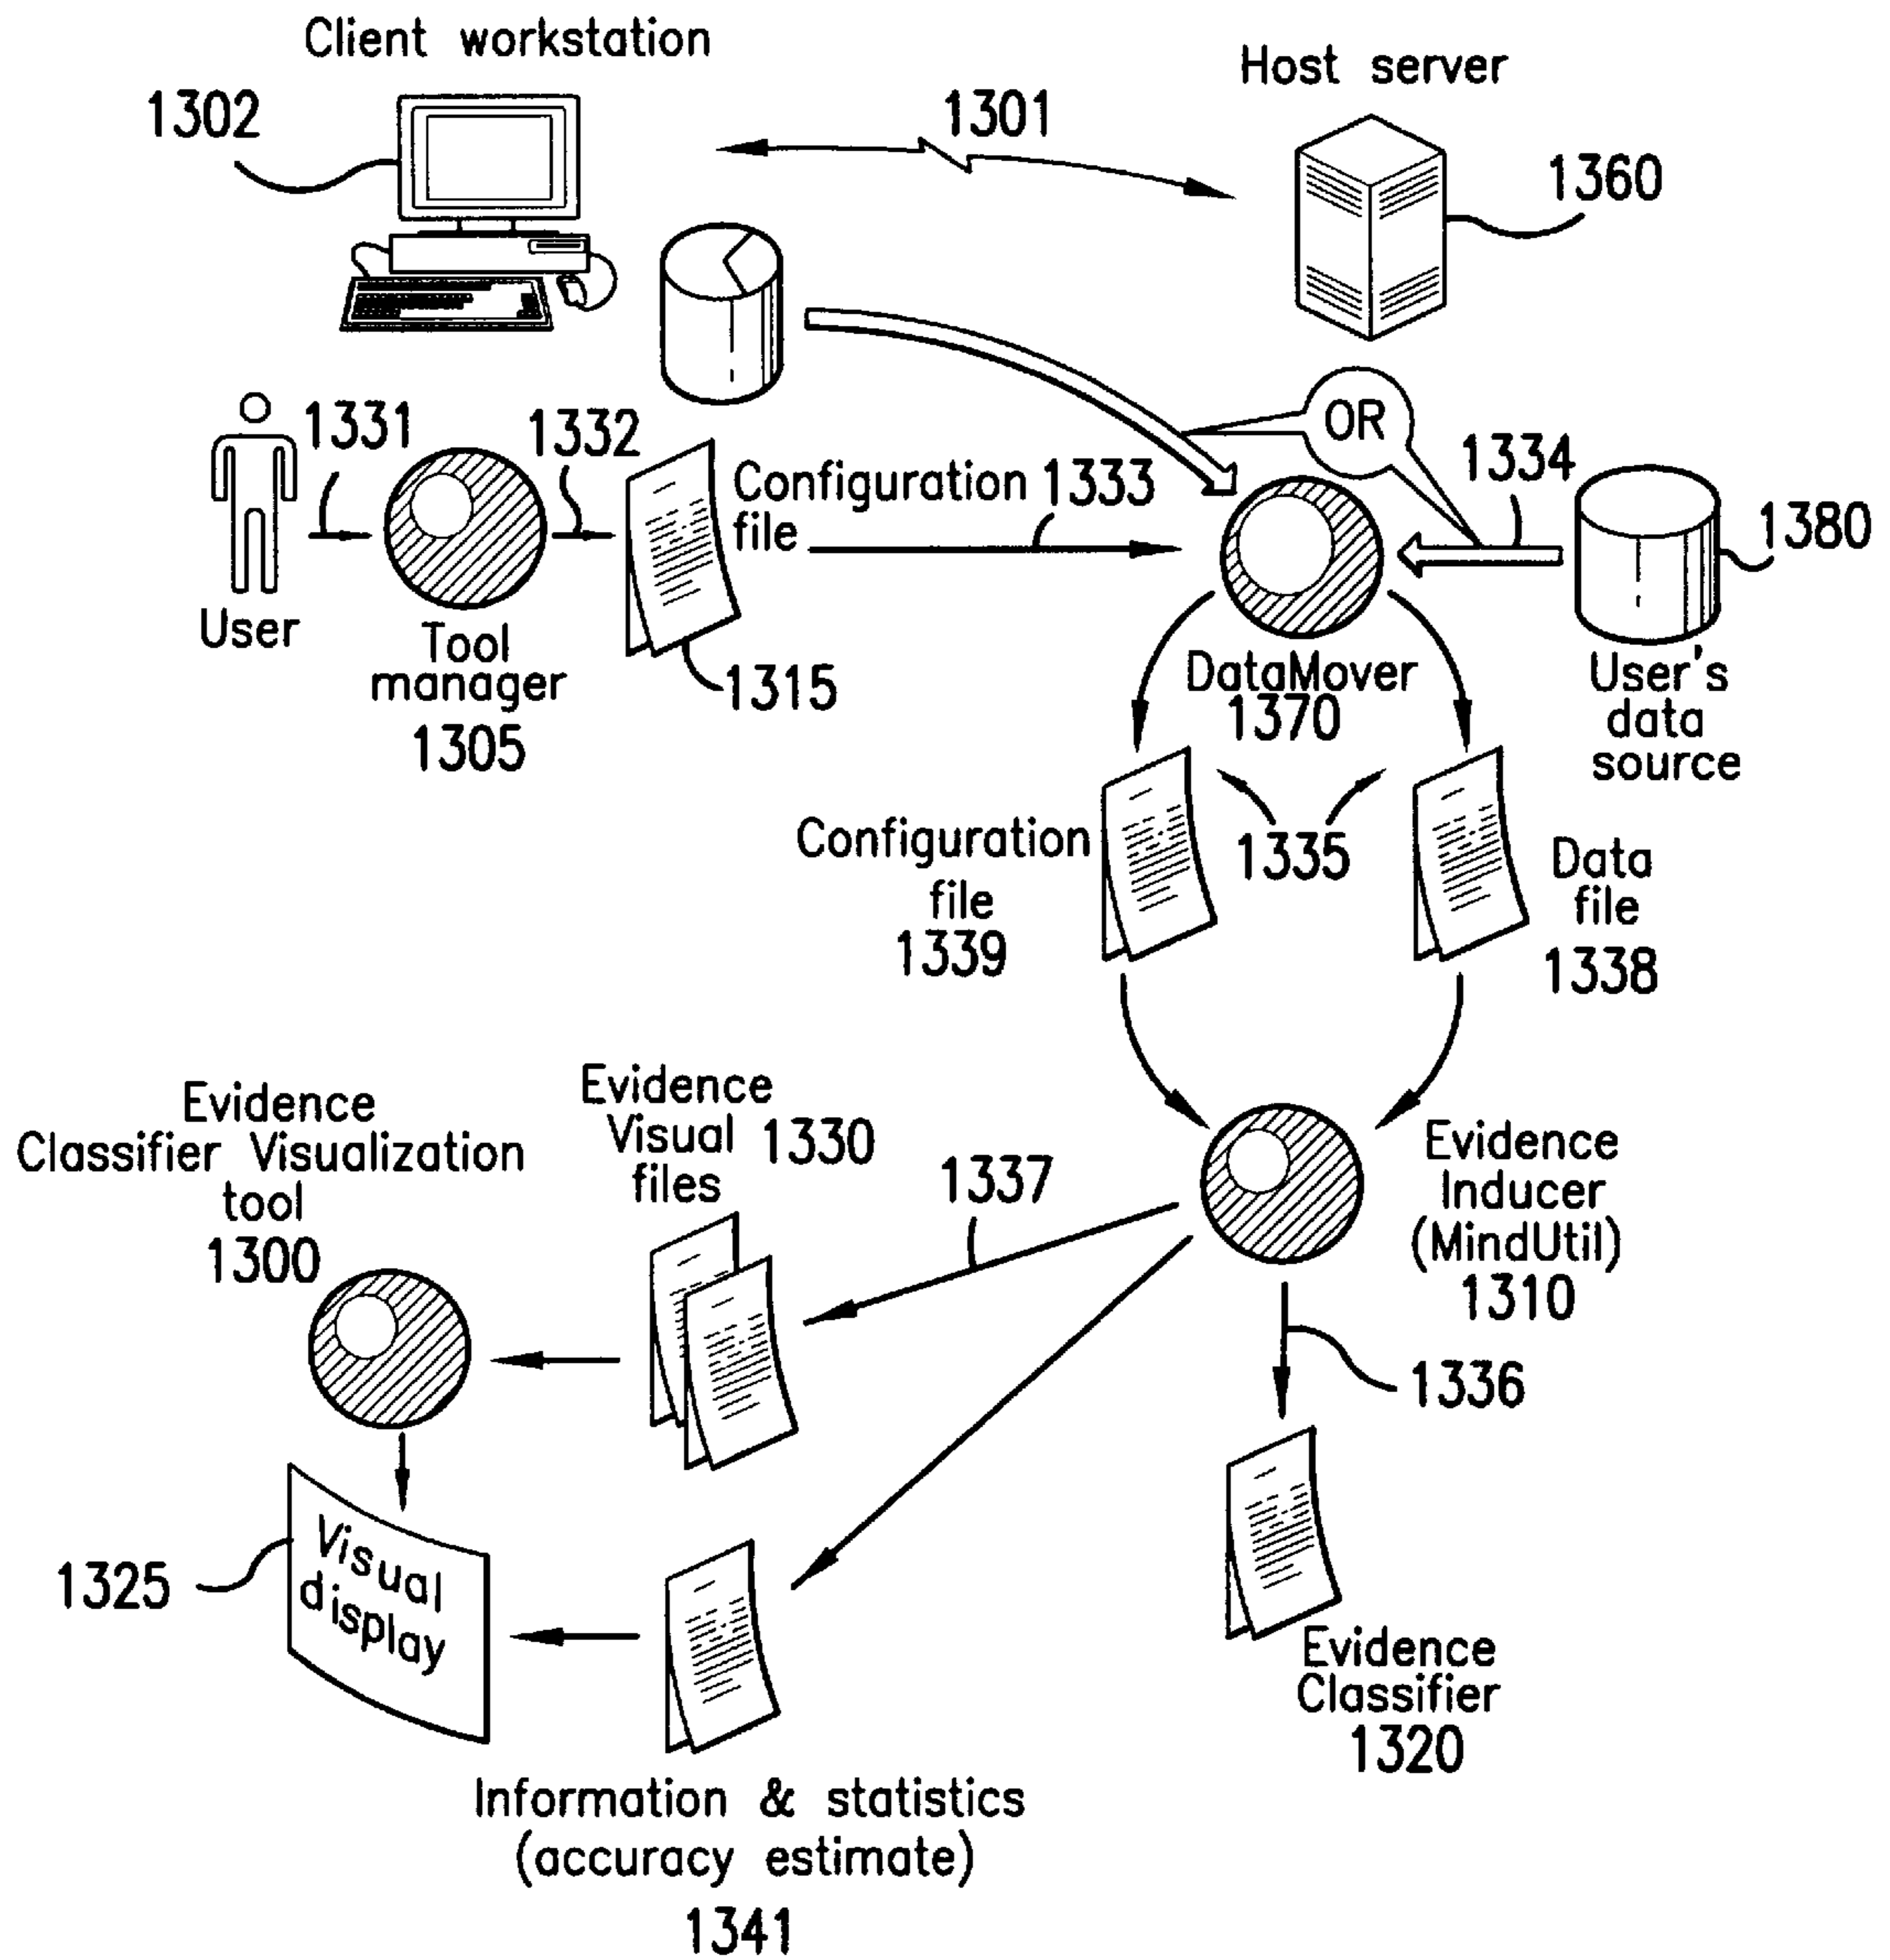 Client workstation
Host server
1302
1301
1360
OR
1331
1332
Configuration
file
1333
1334
1380
User
Tool
manager
1305
1315
DataMover
1370
User's
data
source
Configuration
file
1339
1335
Data
file
1338
Evidence
Classifier Visualization
tool
1300
Evidence
Visual
files
1330
1337
Evidence
Inducer
(MindUtil)
1310
1336
1325
Visual
display
Evidence
Classifier
1320
Information & statistics
(accuracy estimate)
1341